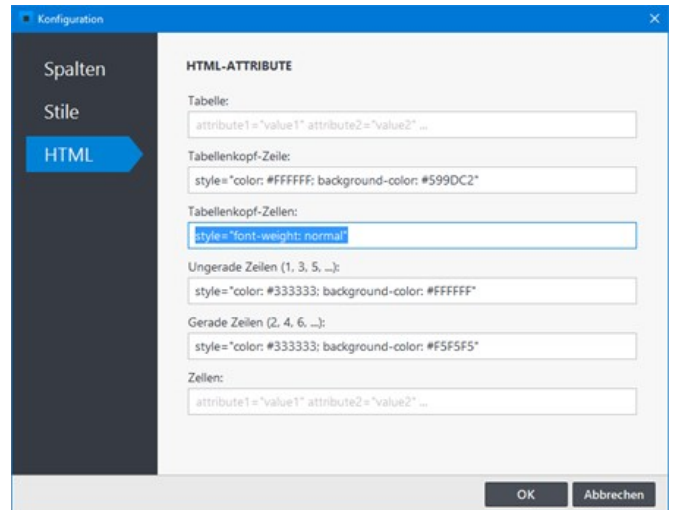 Konfiguration
Spalten
Stile
HTML
HTML-ATTRIBUTE
Tabelle:
attribute1="value1" attribute2="value2" ...
Tabellenkopf-Zeile:
style="color: #FFFFFF; background-color: #599DC2"
Tabellenkopf-Zellen:
style="font-weight: normal"
Ungerade Zeilen (1, 3, 5, ...):
style="color: #333333; background-color: #FFFFFF"
Gerade Zeilen (2, 4, 6, ...):
style="color: #333333; background-color: #F5F5F5"
Zellen:
attribute1="value1" attribute2="value2" ...
OK
Abbrechen